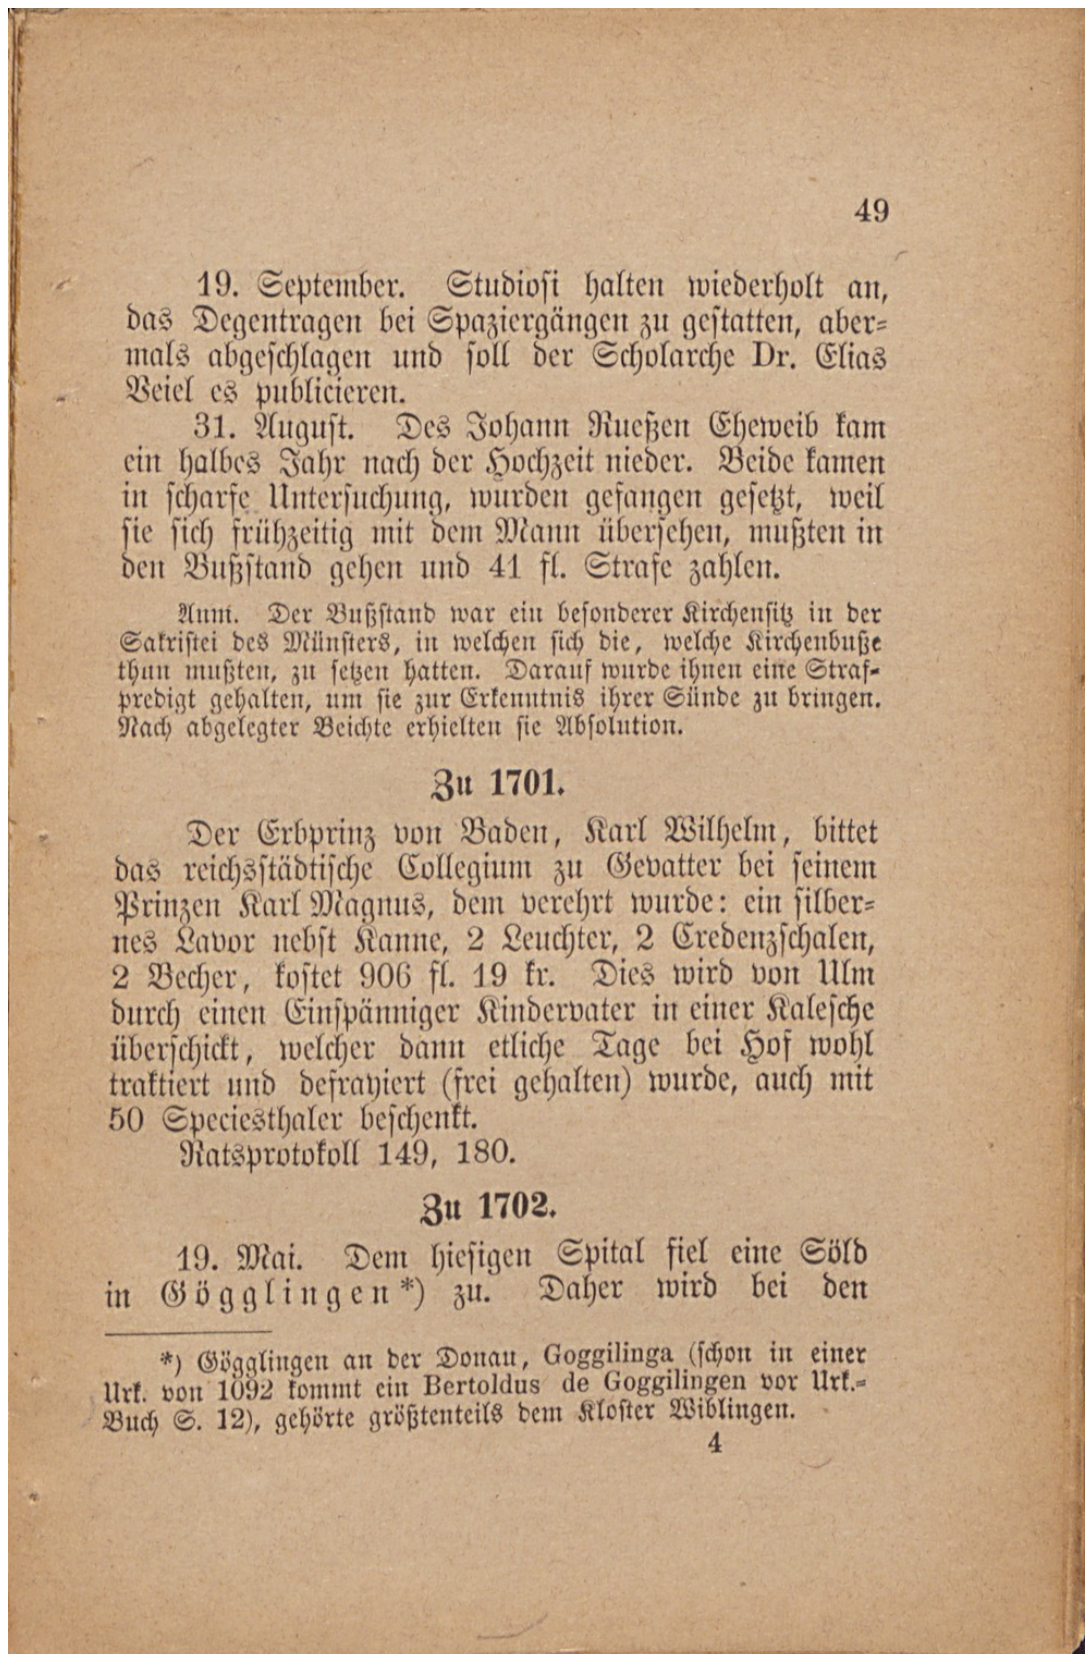 49
19. September. Studiosi halten wiederholt an,
das Degentragen bei Spaziergängen zu gestatten, aber-
mals abgeschlagen und soll der Scholarche Dr. Elias
Veiel es publicieren.
31. August. Des Johann Rueßen Eheweib kam
ein halbes Jahr nach der Hochzeit nieder. Beide kamen
in scharfe Untersuchung, wurden gefangen gesetzt, weil
sie sich frühzeitig mit dem Mann übersehen, mußten in
den Bußstand gehen und 41 fl. Strafe zahlen.
Anm. Der Bußstand war ein besonderer Kirchensitz in der
Sakristei des Münsters, in welchen sich die, welche Kirchenbuße
thun mußten, zu setzen hatten. Darauf wurde ihnen eine Straf-
predigt gehalten, um sie zur Erkenntnis ihrer Sünde zu bringen.
Nach abgelegter Beichte erhielten sie Absolution.
Zu 1701.
Der Erbprinz von Baden, Karl Wilhelm, bittet
das reichsstädtische Collegium zu Gevatter bei seinem
Prinzen Karl Magnus, dem verehrt wurde: ein silber-
nes Lavor nebst Kanne, 2 Leuchter, 2 Credenzschalen,
2 Becher, kostet 906 fl. 19 kr. Dies wird von Ulm
durch einen Einspänniger Kindervater in einer Kalesche
überschickt, welcher dann etliche Tage bei Hof wohl
traktiert und defrayiert (frei gehalten) wurde, auch mit
50 Speciesthaler beschenkt.
Ratsprotokoll 149, 180.
Zu 1702.
19. Mai. Dem hiesigen Spital fiel eine Söld
in Gögglingen*) zu. Daher wird bei den
*) Gögglingen an der Donau, Goggilinga (schon in einer
Urk. von 1092 kommt ein Bertoldus de Goggilingen vor Urk.-
Buch S. 12), gehörte größtenteils dem Kloster Wiblingen.
4